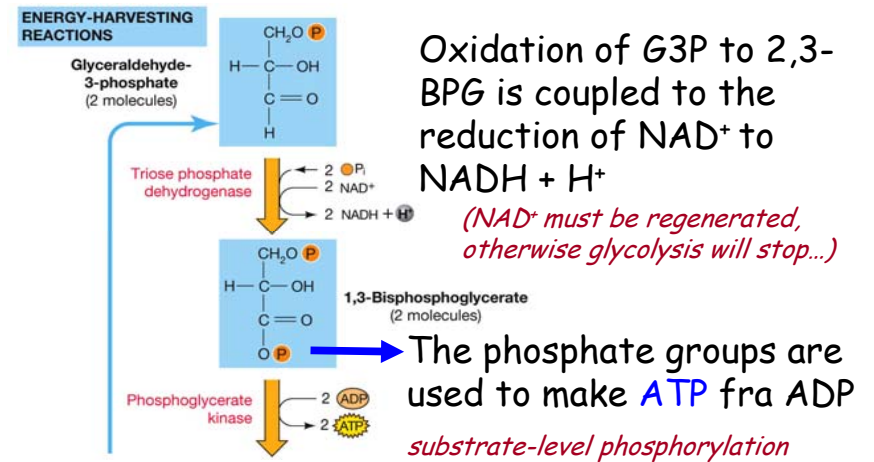 ENERGY-HARVESTING
REACTIONS
Glyceraldehyde-
3-phosphate
(2 molecules)
CH₂O P
H—C—OH
C=O
H
Oxidation of G3P to 2,3-
BPG is coupled to the
reduction of NAD⁺ to
NADH + H⁺
(NAD⁺ must be regenerated,
otherwise glycolysis will stop…)
Triose phosphate
dehydrogenase
2 Pᵢ
2 NAD⁺
2 NADH + H⁺
CH₂O P
H—C—OH
C=O
O P
1,3-Bisphosphoglycerate
(2 molecules)
The phosphate groups are
used to make ATP fra ADP
substrate-level phosphorylation
Phosphoglycerate
kinase
2 ADP
2 ATP